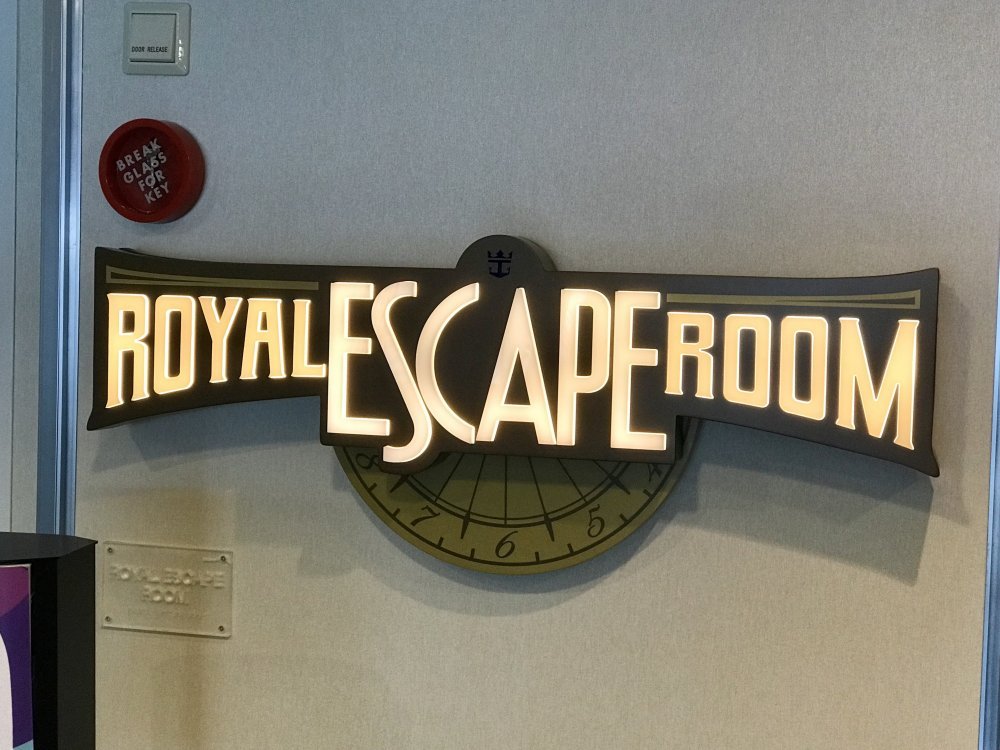 DOOR RELEASE
BREAK
GLASS
FOR
KEY
ROYAL ESCAPE ROOM
8 7 6 5 4
ROYAL ESCAPE
ROOM